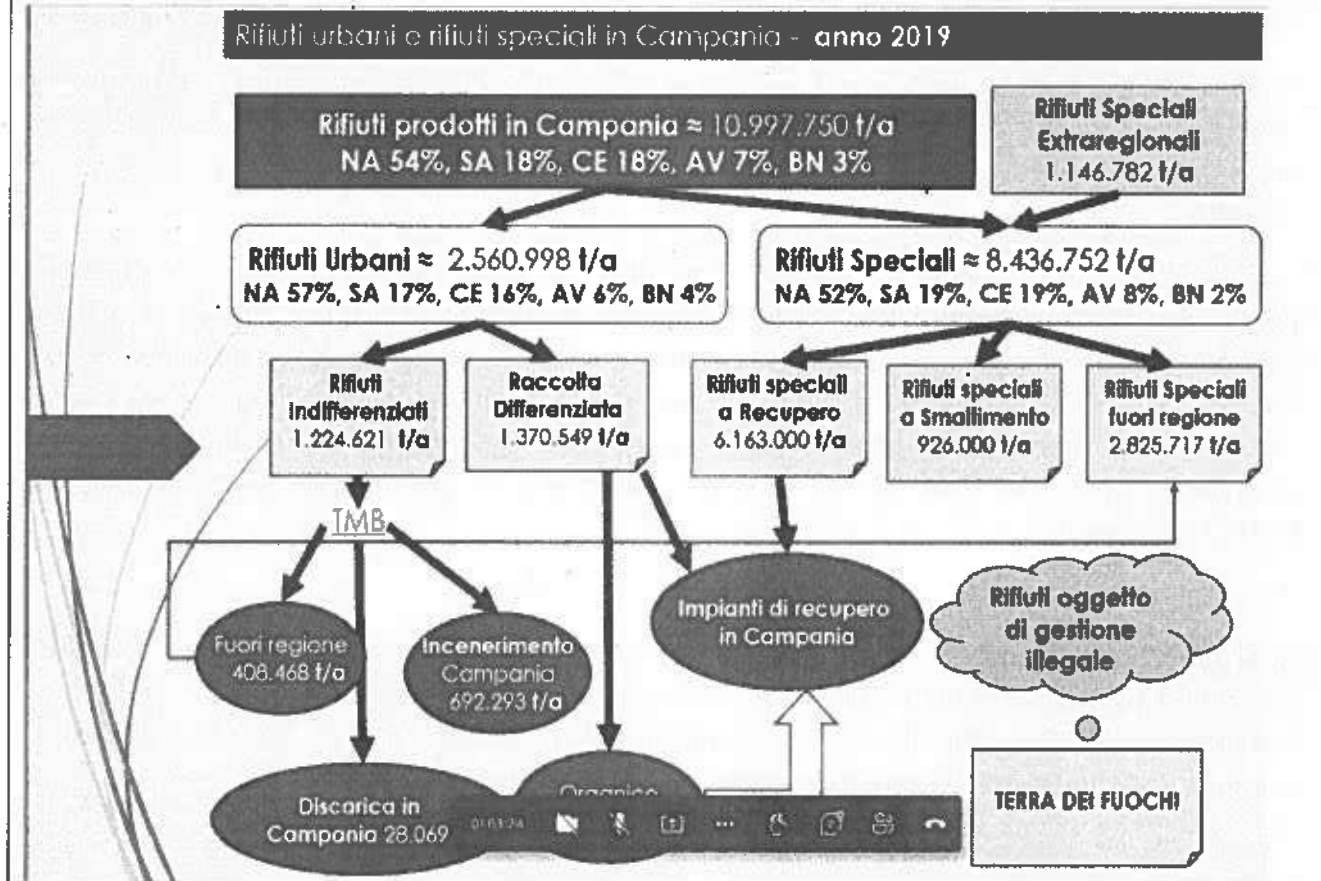 Rifiuti urbani e rifiuti speciali in Campania - anno 2019
Rifiuti prodotti in Campania ≈ 10.997.750 t/a
NA 54%, SA 18%, CE 18%, AV 7%, BN 3%
Rifiuti Speciali
Extraregionali
1.146.782 t/a
Rifiuti Urbani ≈ 2.560.998 t/a
NA 57%, SA 17%, CE 16%, AV 6%, BN 4%
Rifiuti Speciali ≈ 8.436.752 t/a
NA 52%, SA 19%, CE 19%, AV 8%, BN 2%
Rifiuti
Indifferenziati
1.224.621 t/a
Raccolta
Differenziata
1.370.549 t/a
Rifiuti speciali
a Recupero
6.163.000 t/a
Rifiuti speciali
a Smaltimento
926.000 t/a
Rifiuti Speciali
fuori regione
2.825.717 t/a
TMB
Fuori regione
408.468 t/a
Incenerimento
Campania
692.293 t/a
Impianti di recupero
in Campania
Rifiuti oggetto
di gestione
illegale
Discarica in
Campania 28.069
Organico
TERRA DEI FUOCHI